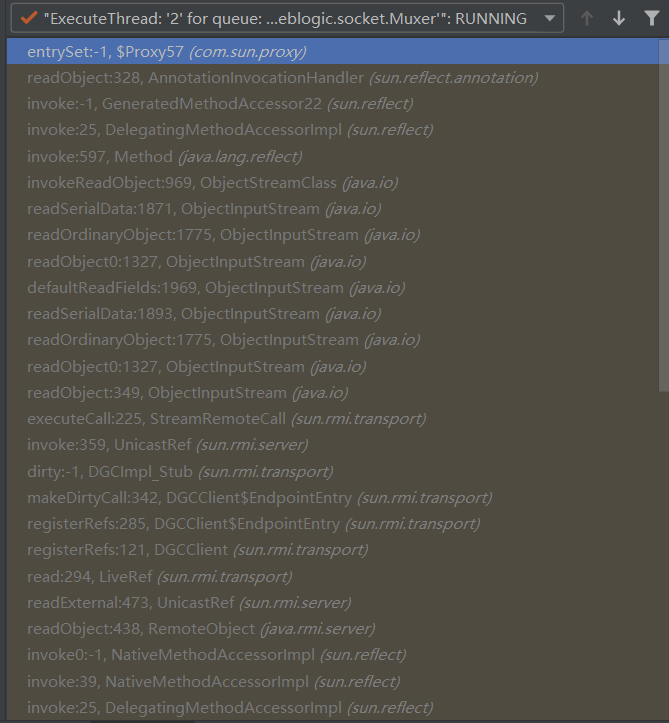 "ExecuteThread: '2' for queue: ...eblogic.socket.Muxer'": RUNNING
entrySet:-1, $Proxy57 (com.sun.proxy)
readObject:328, AnnotationInvocationHandler (sun.reflect.annotation)
invoke:-1, GeneratedMethodAccessor22 (sun.reflect)
invoke:25, DelegatingMethodAccessorImpl (sun.reflect)
invoke:597, Method (java.lang.reflect)
invokeReadObject:969, ObjectStreamClass (java.io)
readSerialData:1871, ObjectInputStream (java.io)
readOrdinaryObject:1775, ObjectInputStream (java.io)
readObject0:1327, ObjectInputStream (java.io)
defaultReadFields:1969, ObjectInputStream (java.io)
readSerialData:1893, ObjectInputStream (java.io)
readOrdinaryObject:1775, ObjectInputStream (java.io)
readObject0:1327, ObjectInputStream (java.io)
readObject:349, ObjectInputStream (java.io)
executeCall:225, StreamRemoteCall (sun.rmi.transport)
invoke:359, UnicastRef (sun.rmi.server)
dirty:-1, DGCImpl_Stub (sun.rmi.transport)
makeDirtyCall:342, DGCClient$EndpointEntry (sun.rmi.transport)
registerRefs:285, DGCClient$EndpointEntry (sun.rmi.transport)
registerRefs:121, DGCClient (sun.rmi.transport)
read:294, LiveRef (sun.rmi.transport)
readExternal:473, UnicastRef (sun.rmi.server)
readObject:438, RemoteObject (java.rmi.server)
invoke0:-1, NativeMethodAccessorImpl (sun.reflect)
invoke:39, NativeMethodAccessorImpl (sun.reflect)
invoke:25, DelegatingMethodAccessorImpl (sun.reflect)